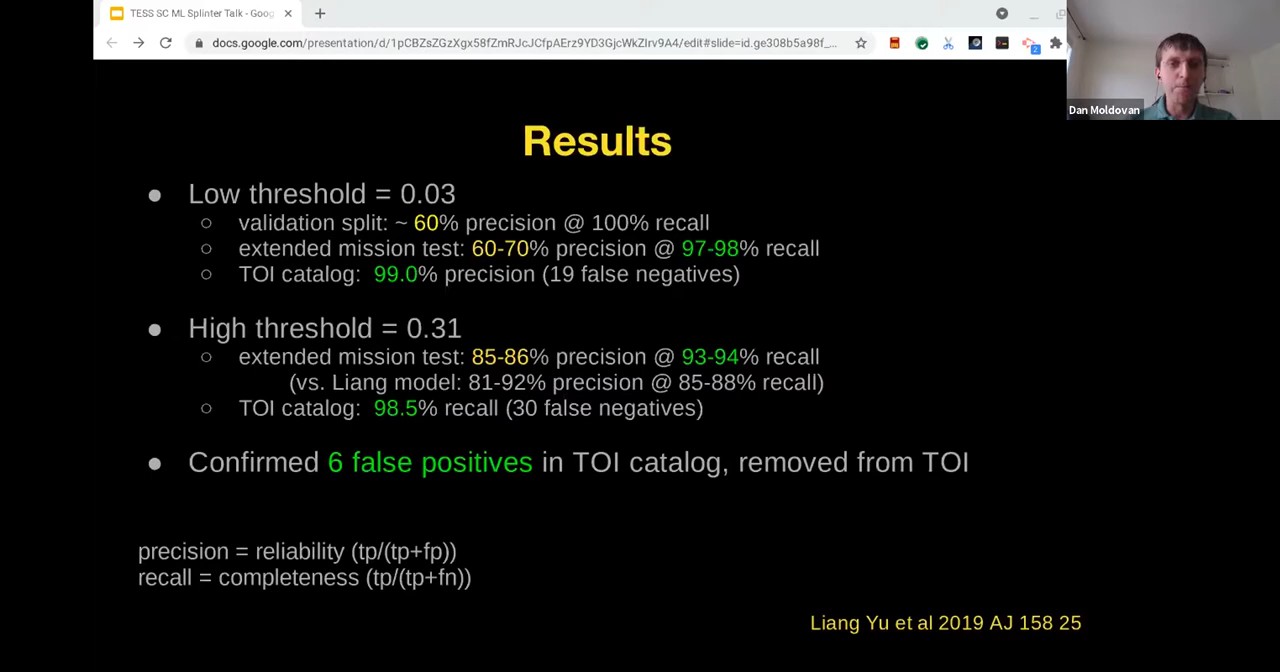 TESS SC ML Splinter Talk - Goog
docs.google.com/presentation/d/1pCBZsZGzXgx58fZmRJcJCfpAErz9YD3GjcWkZIrv9A4/edit#slide=id.ge308b5a98f_...
2
Dan Moldovan
Results
● Low threshold = 0.03
○ validation split: ~ 60% precision @ 100% recall
○ extended mission test: 60-70% precision @ 97-98% recall
○ TOI catalog: 99.0% precision (19 false negatives)
● High threshold = 0.31
○ extended mission test: 85-86% precision @ 93-94% recall
(vs. Liang model: 81-92% precision @ 85-88% recall)
○ TOI catalog: 98.5% recall (30 false negatives)
● Confirmed 6 false positives in TOI catalog, removed from TOI
precision = reliability (tp/(tp+fp))
recall = completeness (tp/(tp+fn))
Liang Yu et al 2019 AJ 158 25